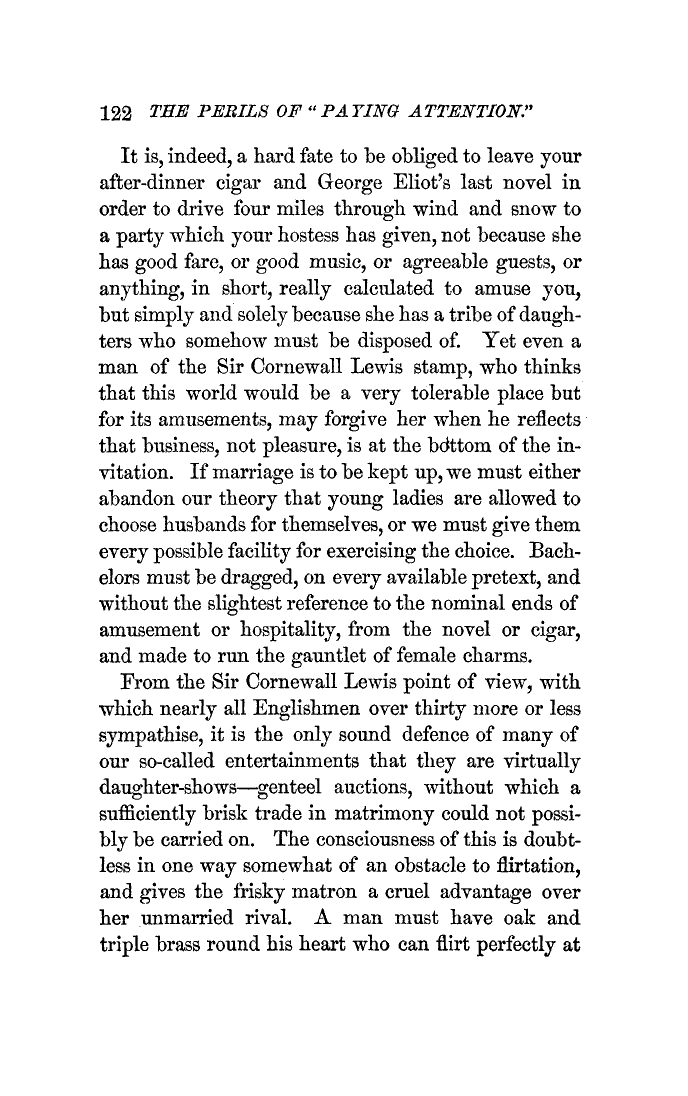 122 THE PERILS OF "PAYING ATTENTION."
It is, indeed, a hard fate to be obliged to leave your
after-dinner cigar and George Eliot's last novel in
order to drive four miles through wind and snow to
a party which your hostess has given, not because she
has good fare, or good music, or agreeable guests, or
anything, in short, really calculated to amuse you,
but simply and solely because she has a tribe of daugh-
ters who somehow must be disposed of. Yet even a
man of the Sir Cornewall Lewis stamp, who thinks
that this world would be a very tolerable place but
for its amusements, may forgive her when he reflects
that business, not pleasure, is at the bottom of the in-
vitation. If marriage is to be kept up, we must either
abandon our theory that young ladies are allowed to
choose husbands for themselves, or we must give them
every possible facility for exercising the choice. Bach-
elors must be dragged, on every available pretext, and
without the slightest reference to the nominal ends of
amusement or hospitality, from the novel or cigar,
and made to run the gauntlet of female charms.
From the Sir Cornewall Lewis point of view, with
which nearly all Englishmen over thirty more or less
sympathise, it is the only sound defence of many of
our so-called entertainments that they are virtually
daughter-shows—genteel auctions, without which a
sufficiently brisk trade in matrimony could not possi-
bly be carried on. The consciousness of this is doubt-
less in one way somewhat of an obstacle to flirtation,
and gives the frisky matron a cruel advantage over
her unmarried rival. A man must have oak and
triple brass round his heart who can flirt perfectly at